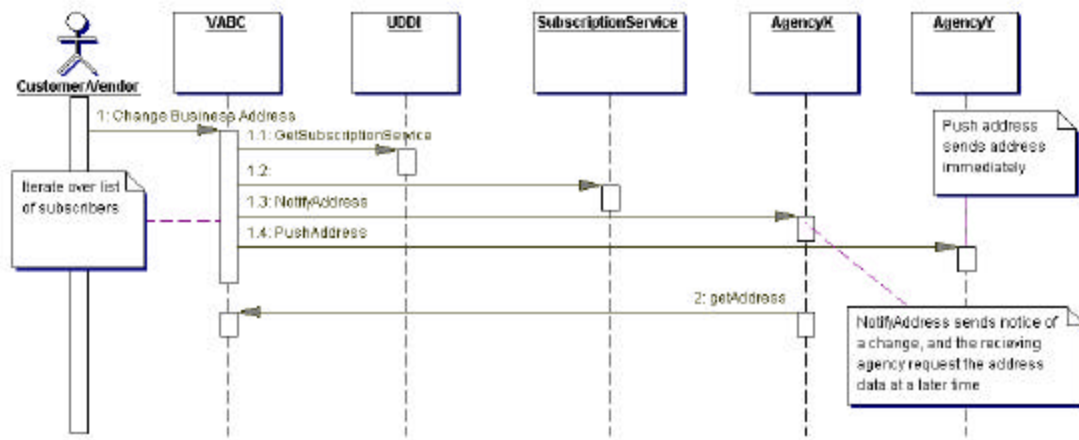 VABC
UDDI
SubscriptionService
AgencyX
AgencyY
Customer/Vendor
1: Change Business Address
1.1: GetSubscriptionService
Push address
sends address
immediately
1.2:
Iterate over list
of subscribers
1.3: NotifyAddress
1.4: PushAddress
2: getAddress
NotifyAddress sends notice of
a change, and the recieving
agency request the address
data at a later time